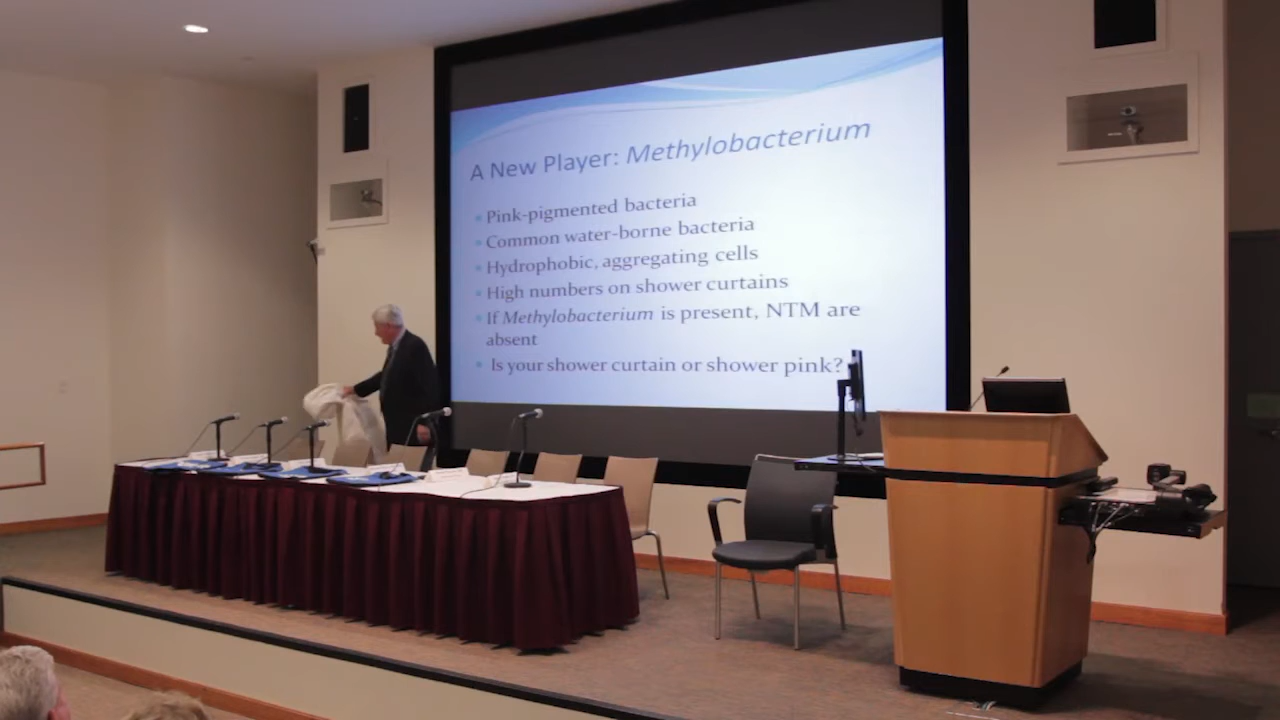 A New Player: Methylobacterium
Pink-pigmented bacteria
Common water-borne bacteria
Hydrophobic, aggregating cells
High numbers on shower curtains
If Methylobacterium is present, NTM are
absent
Is your shower curtain or shower pink?